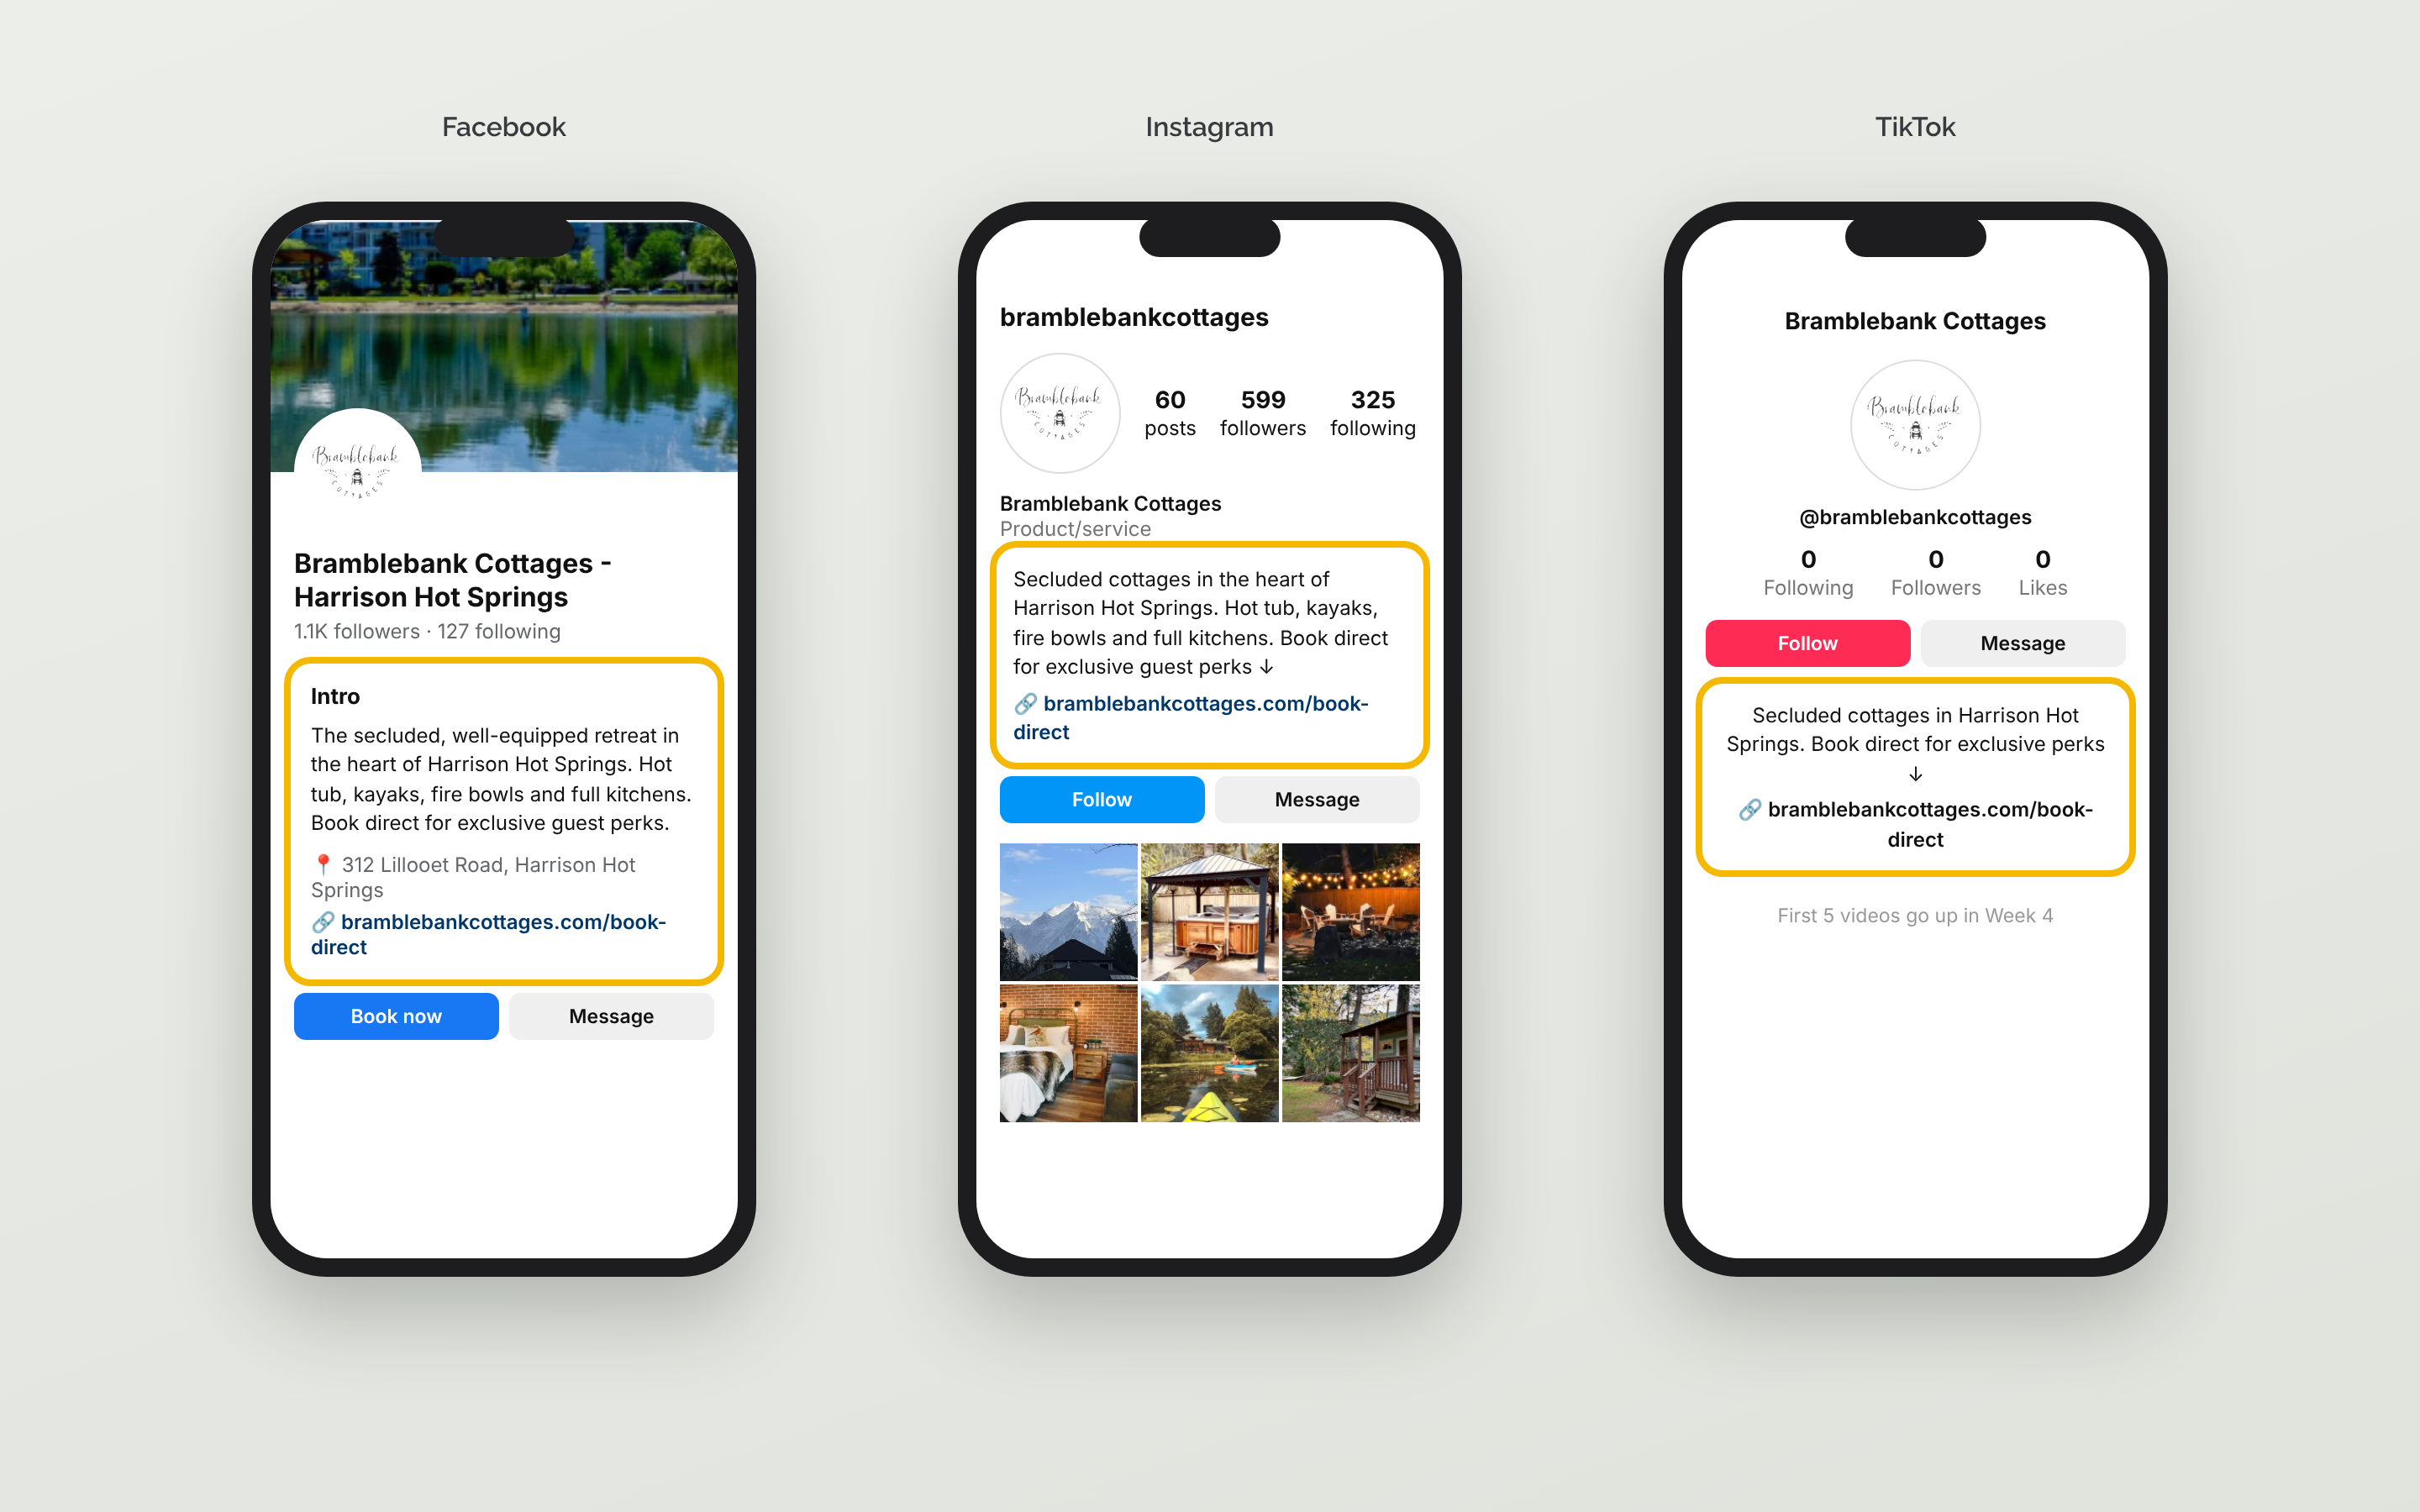 Facebook
Bramblebank
COTTAGES
Bramblebank Cottages -
Harrison Hot Springs
1.1K followers · 127 following
Intro
The secluded, well-equipped retreat in
the heart of Harrison Hot Springs. Hot
tub, kayaks, fire bowls and full kitchens.
Book direct for exclusive guest perks.
📍 312 Lillooet Road, Harrison Hot
Springs
🔗 bramblebankcottages.com/book-
direct
Book now
Message
Instagram
bramblebankcottages
Bramblebank
COTTAGES
60 599 325
posts followers following
Bramblebank Cottages
Product/service
Secluded cottages in the heart of
Harrison Hot Springs. Hot tub, kayaks,
fire bowls and full kitchens. Book direct
for exclusive guest perks ↓
🔗 bramblebankcottages.com/book-
direct
Follow
Message
TikTok
Bramblebank Cottages
Bramblebank
COTTAGES
@bramblebankcottages
0 0 0
Following Followers Likes
Follow
Message
Secluded cottages in Harrison Hot
Springs. Book direct for exclusive perks
↓
🔗 bramblebankcottages.com/book-
direct
First 5 videos go up in Week 4